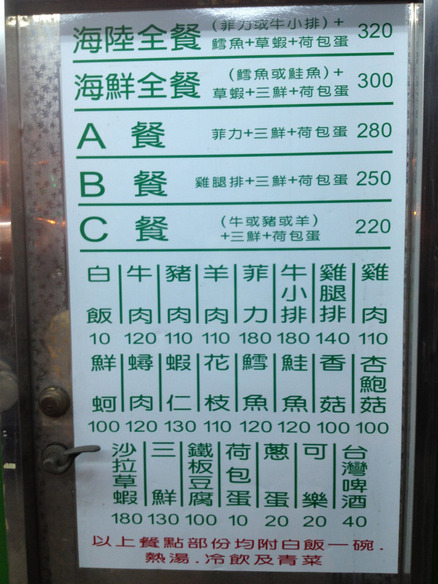 海陸全餐 (菲力或牛小排)+鱈魚+草蝦+荷包蛋 320
海鮮全餐 (鱈魚或鮭魚)+草蝦+三鮮+荷包蛋 300
A 餐 菲力+三鮮+荷包蛋 280
B 餐 雞腿排+三鮮+荷包蛋 250
C 餐 (牛或豬或羊)+三鮮+荷包蛋 220
白飯 牛肉 豬肉 羊肉 菲力 牛小排 雞腿排 雞肉
10 120 110 110 180 180 140 110
鮮蚵 蟳肉 蝦仁 花枝 鱈魚 鮭魚 香菇 杏鮑菇
100 120 130 110 120 120 100 100
沙拉草蝦 三鮮 鐵板豆腐 荷包蛋 蔥蛋 可樂 台灣啤酒
180 130 100 10 20 20 40
以上餐點部份均附白飯一碗.
熱湯.冷飲及青菜